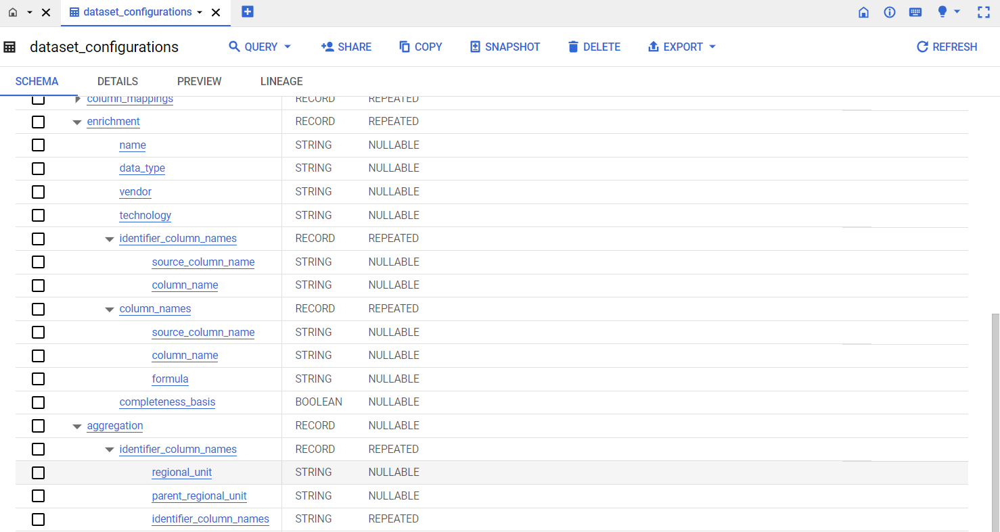 dataset_configurations
dataset_configurations QUERY SHARE COPY SNAPSHOT DELETE EXPORT REFRESH
SCHEMA DETAILS PREVIEW LINEAGE
column_mappings RECORD REPEATED
enrichment RECORD REPEATED
name STRING NULLABLE
data_type STRING NULLABLE
vendor STRING NULLABLE
technology STRING NULLABLE
identifier_column_names RECORD REPEATED
source_column_name STRING NULLABLE
column_name STRING NULLABLE
column_names RECORD REPEATED
source_column_name STRING NULLABLE
column_name STRING NULLABLE
formula STRING NULLABLE
completeness_basis BOOLEAN NULLABLE
aggregation RECORD NULLABLE
identifier_column_names RECORD REPEATED
regional_unit STRING NULLABLE
parent_regional_unit STRING NULLABLE
identifier_column_names STRING REPEATED